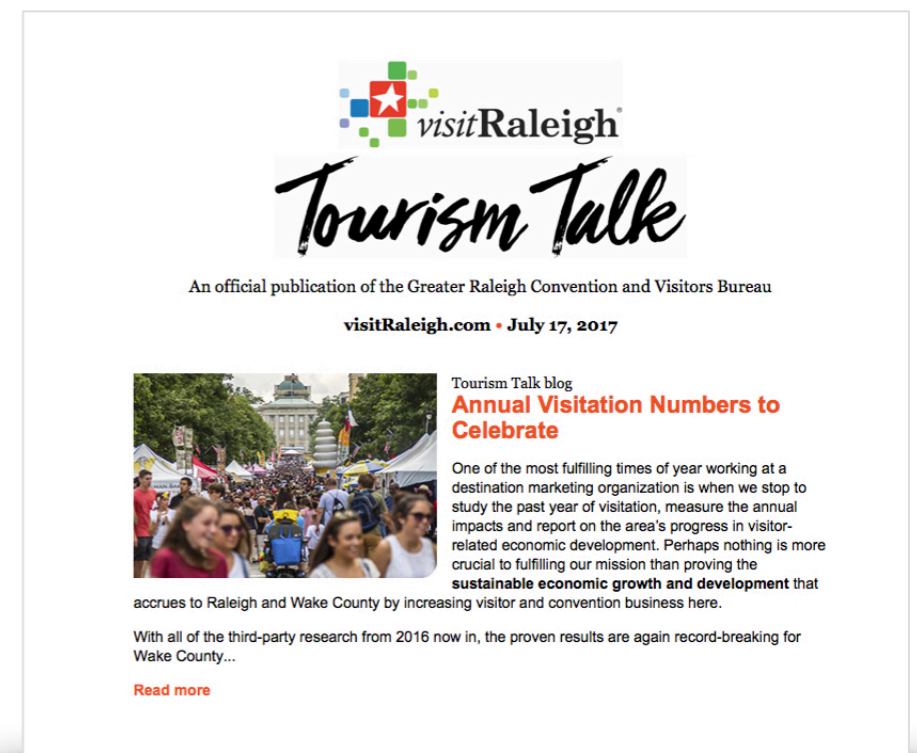 visitRaleigh®
Tourism Talk
An official publication of the Greater Raleigh Convention and Visitors Bureau
visitRaleigh.com • July 17, 2017
Tourism Talk blog
Annual Visitation Numbers to
Celebrate
One of the most fulfilling times of year working at a
destination marketing organization is when we stop to
study the past year of visitation, measure the annual
impacts and report on the area's progress in visitor-
related economic development. Perhaps nothing is more
crucial to fulfilling our mission than proving the
sustainable economic growth and development that
accrues to Raleigh and Wake County by increasing visitor and convention business here.
With all of the third-party research from 2016 now in, the proven results are again record-breaking for
Wake County...
Read more